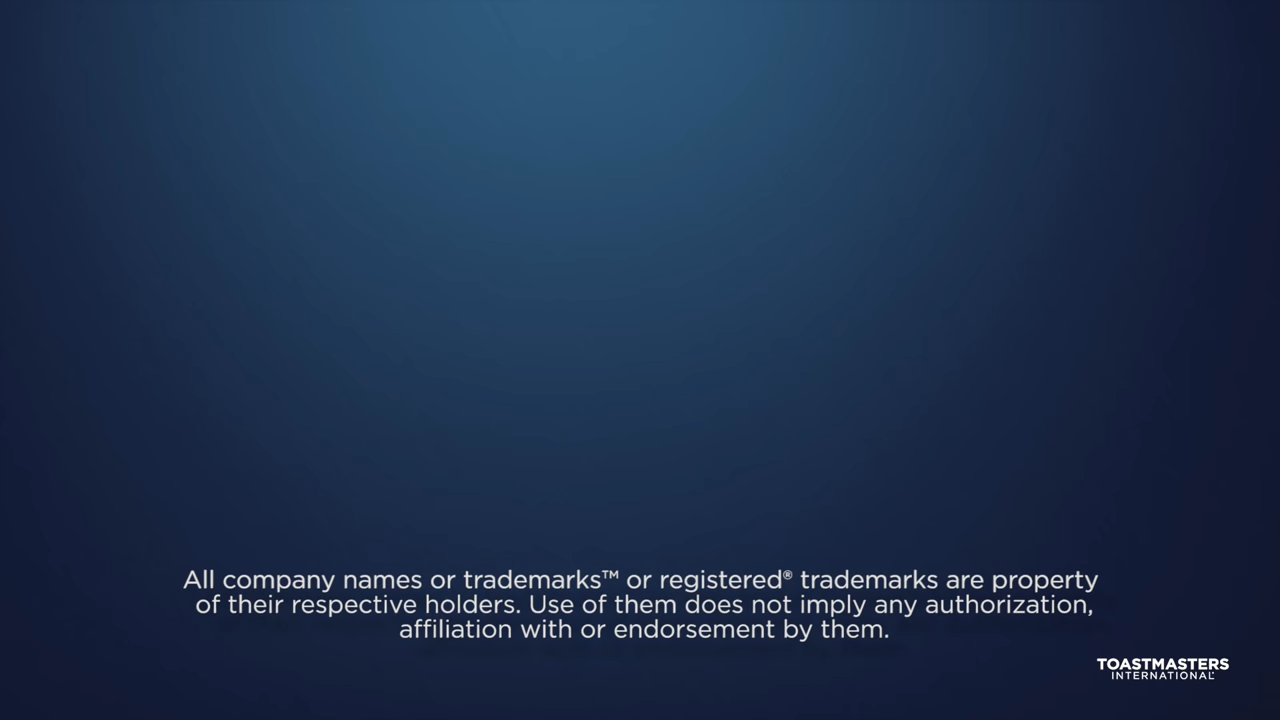 All company names or trademarks™ or registered® trademarks are property
of their respective holders. Use of them does not imply any authorization,
affiliation with or endorsement by them.
TOASTMASTERS
INTERNATIONAL